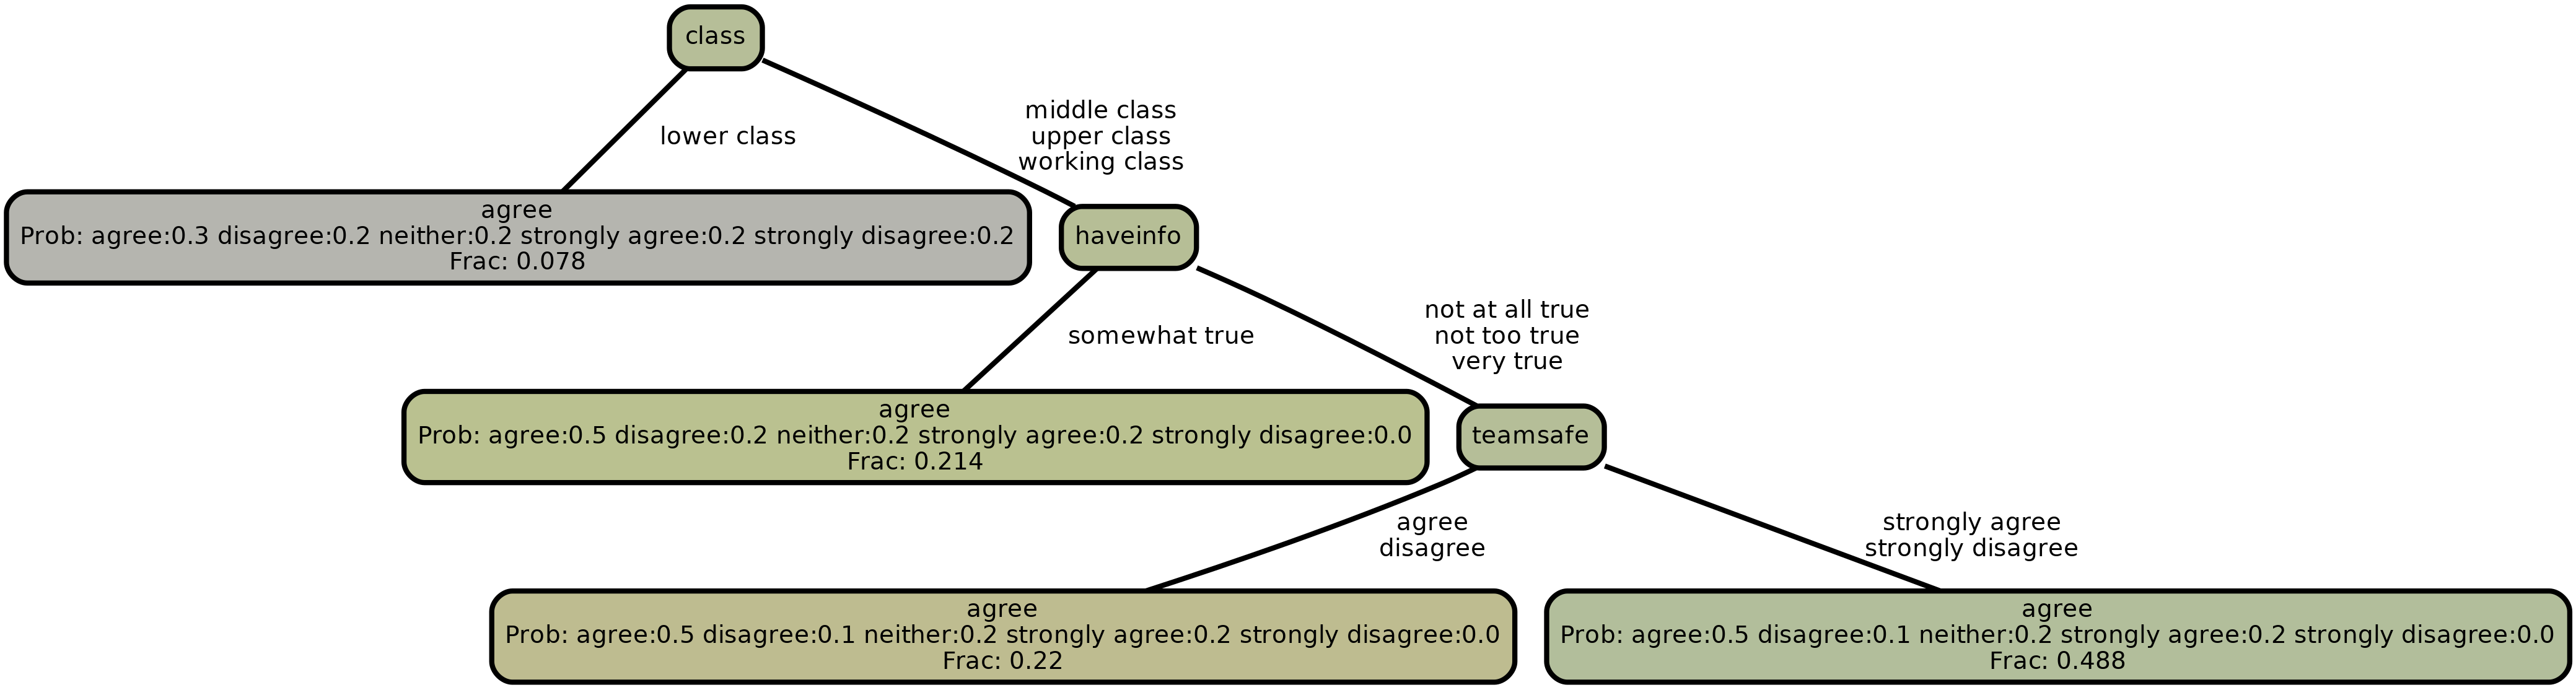 class
lower class
middle class
upper class
working class
agree
Prob: agree:0.3 disagree:0.2 neither:0.2 strongly agree:0.2 strongly disagree:0.2
Frac: 0.078
haveinfo
somewhat true
not at all true
not too true
very true
agree
Prob: agree:0.5 disagree:0.2 neither:0.2 strongly agree:0.2 strongly disagree:0.0
Frac: 0.214
teamsafe
agree
disagree
strongly agree
strongly disagree
agree
Prob: agree:0.5 disagree:0.1 neither:0.2 strongly agree:0.2 strongly disagree:0.0
Frac: 0.22
agree
Prob: agree:0.5 disagree:0.1 neither:0.2 strongly agree:0.2 strongly disagree:0.0
Frac: 0.488